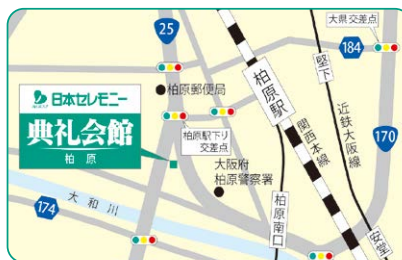 25
大県交差点
184
柏原駅
堅下
柏原郵便局
日本セレモニー
典礼会館
柏原
柏原駅下り
交差点
関西本線
近鉄大阪線
170
大阪府
柏原警察署
174
大和川
柏原南口
安堂